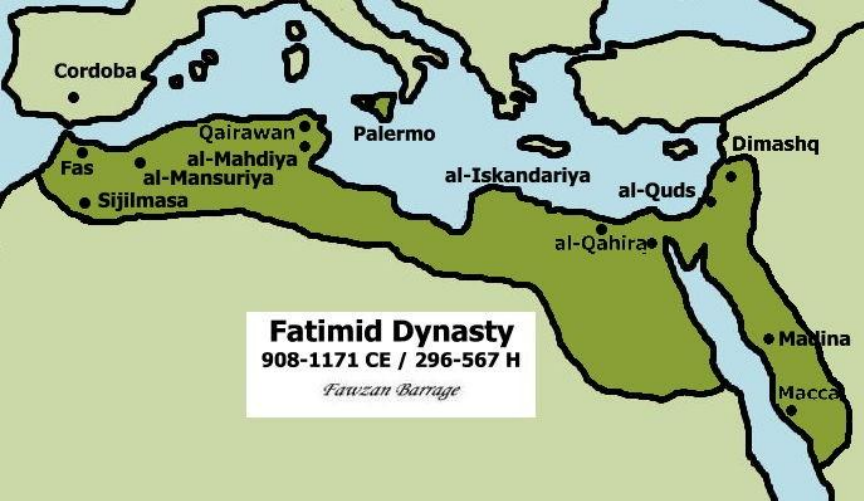 Cordoba
Qairawan
Palermo
Dimashq
Fas
al-Mahdiya
al-Mansuriya
al-Iskandariya
al-Quds
Sijilmasa
al-Qahira
Fatimid Dynasty
908-1171 CE / 296-567 H
Fawzan Barrage
Madina
Macca